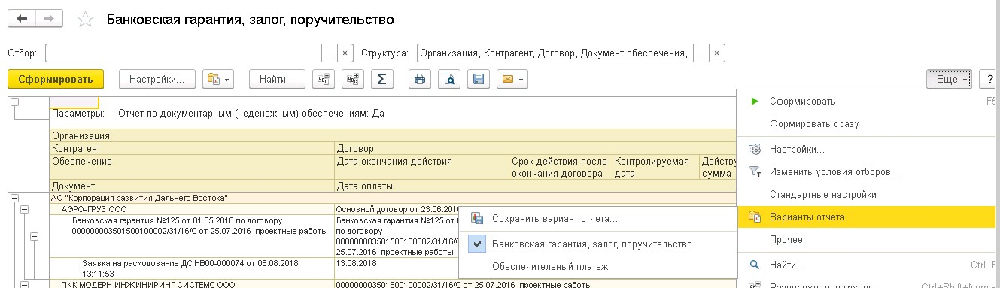 Банковская гарантия, залог, поручительство
Отбор: ... × Структура: Организация, Контрагент, Договор, Документ обеспечения, ... ×
Сформировать Настройки... Найти... Еще ?
Параметры: Отчет по документарным (неденежным) обеспечениям: Да
Организация
Контрагент Договор
Обеспечение Дата окончания действия Срок действия после окончания договора Контролируемая дата Действу сумма
Документ Дата оплаты
АО "Корпорация развития Дальнего Востока"
АЭРО-ГРУЗ ООО Основной договор от 23.06.2016
Банковская гарантия №125 от 01.05.2018 по договору Банковская гарантия №125 от
000000003501500100002/31/16/С от 25.07.2016_проектные работы по договору
000000003501500100002/31/16/С
25.07.2016_проектные работы
Заявка на расходование ДС НВ00-000074 от 08.08.2018 13.08.2018
13:11:53
ПКК МОДЕРН ИНЖИНИРИНГ СИСТЕМС ООО 000000003501500100002/31/16/С от 25.07.2016_проектные работы
Сохранить вариант отчета...
Банковская гарантия, залог, поручительство
Обеспечительный платеж
Сформировать F5
Формировать сразу
Настройки...
Изменить условия отборов...
Стандартные настройки
Варианты отчета
Прочее
Найти... Ctrl+F
Развернуть все группы Ctrl+Shift+Num +